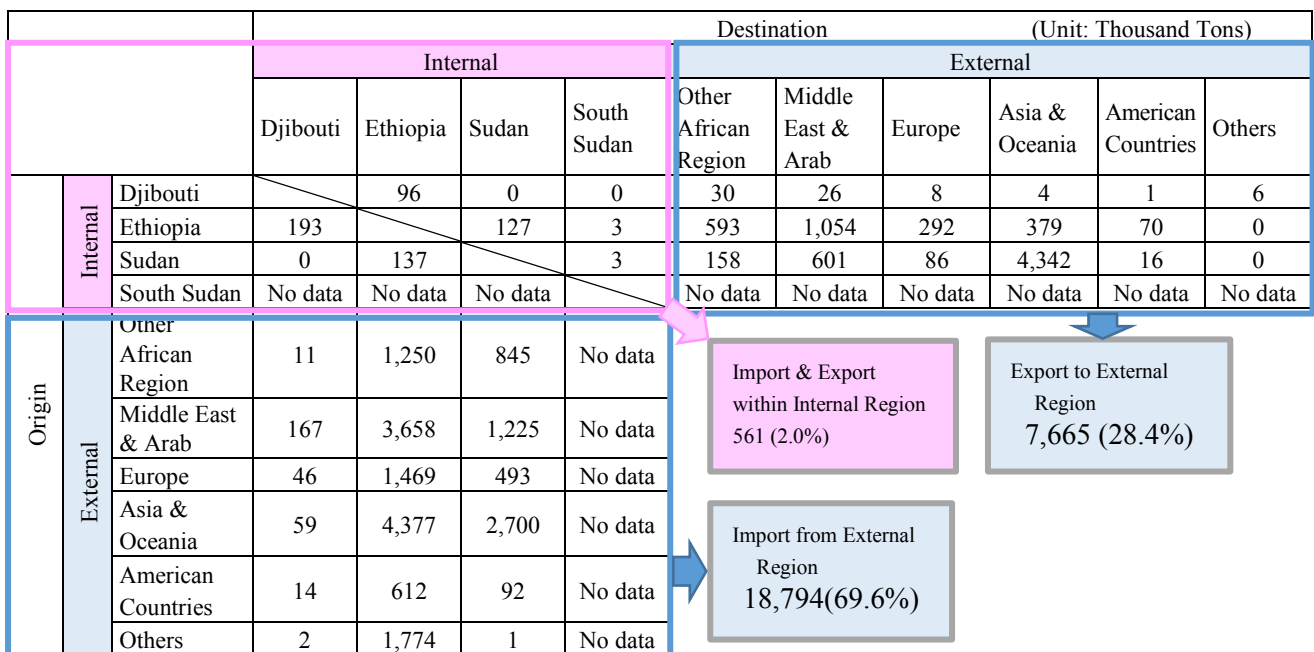 Destination (Unit: Thousand Tons)
Internal External
Djibouti Ethiopia Sudan South Sudan Other African Region Middle East & Arab Europe Asia & Oceania American Countries Others
Origin
Internal
Djibouti 96 0 0 30 26 8 4 1 6
Ethiopia 193 127 3 593 1,054 292 379 70 0
Sudan 0 137 3 158 601 86 4,342 16 0
South Sudan No data No data No data No data No data No data No data No data No data
External
Other African Region 11 1,250 845 No data
Middle East & Arab 167 3,658 1,225 No data
Europe 46 1,469 493 No data
Asia & Oceania 59 4,377 2,700 No data
American Countries 14 612 92 No data
Others 2 1,774 1 No data
Import & Export
within Internal Region
561 (2.0%)
Export to External
Region
7,665 (28.4%)
Import from External
Region
18,794(69.6%)